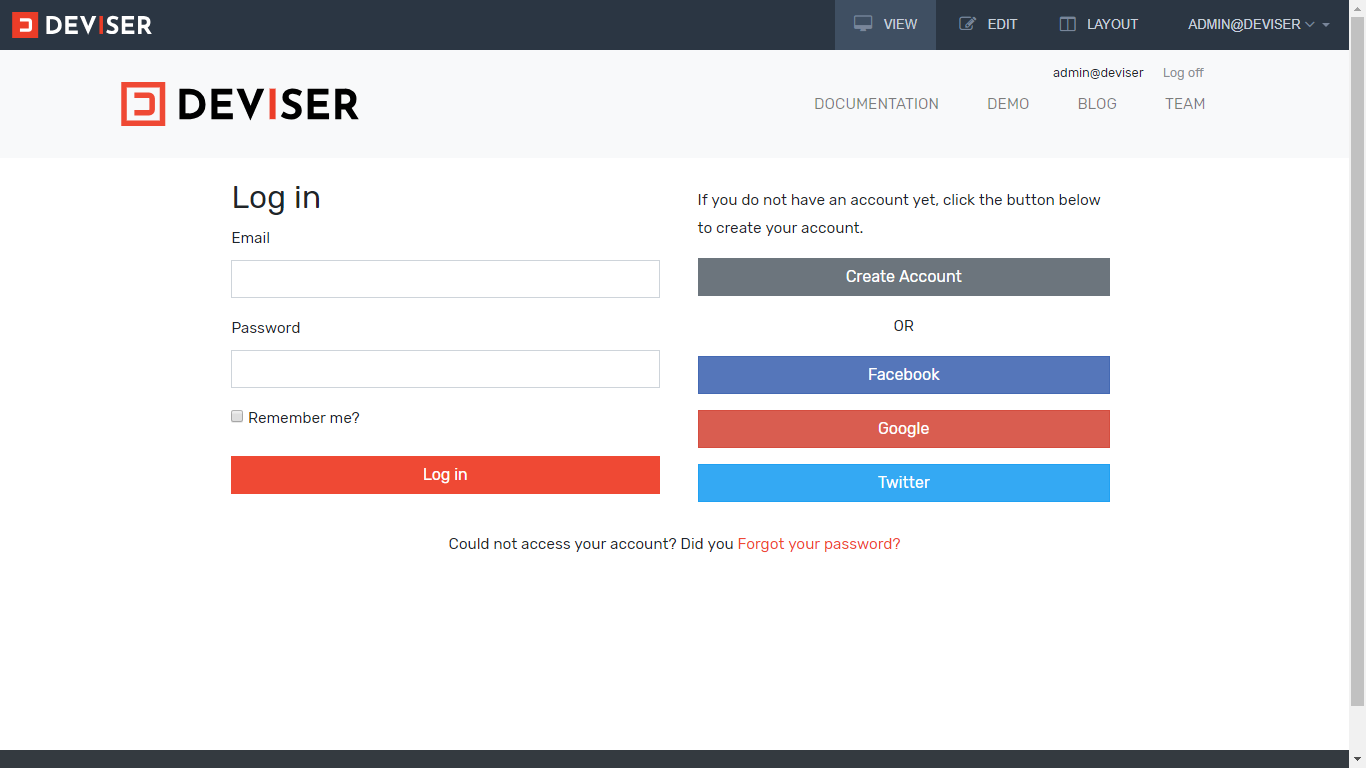 DEVISER
VIEW
EDIT
LAYOUT
ADMIN@DEVISER
admin@deviser
Log off
DEVISER
DOCUMENTATION
DEMO
BLOG
TEAM
Log in
Email
Password
Remember me?
Log in
If you do not have an account yet, click the button below
to create your account.
Create Account
OR
Facebook
Google
Twitter
Could not access your account? Did you Forgot your password?